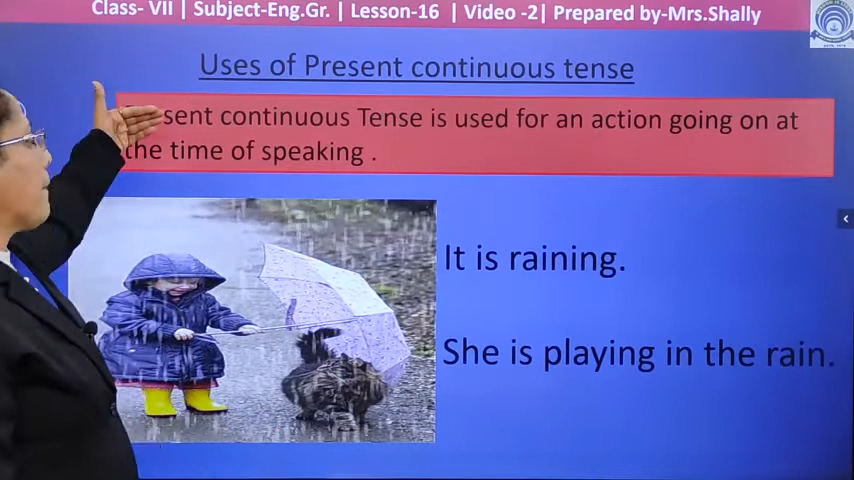 Class- VII | Subject-Eng.Gr. | Lesson-16 | Video -2| Prepared by-Mrs.Shally
Uses of Present continuous tense
sent continuous Tense is used for an action going on at
the time of speaking .
It is raining.
She is playing in the rain.